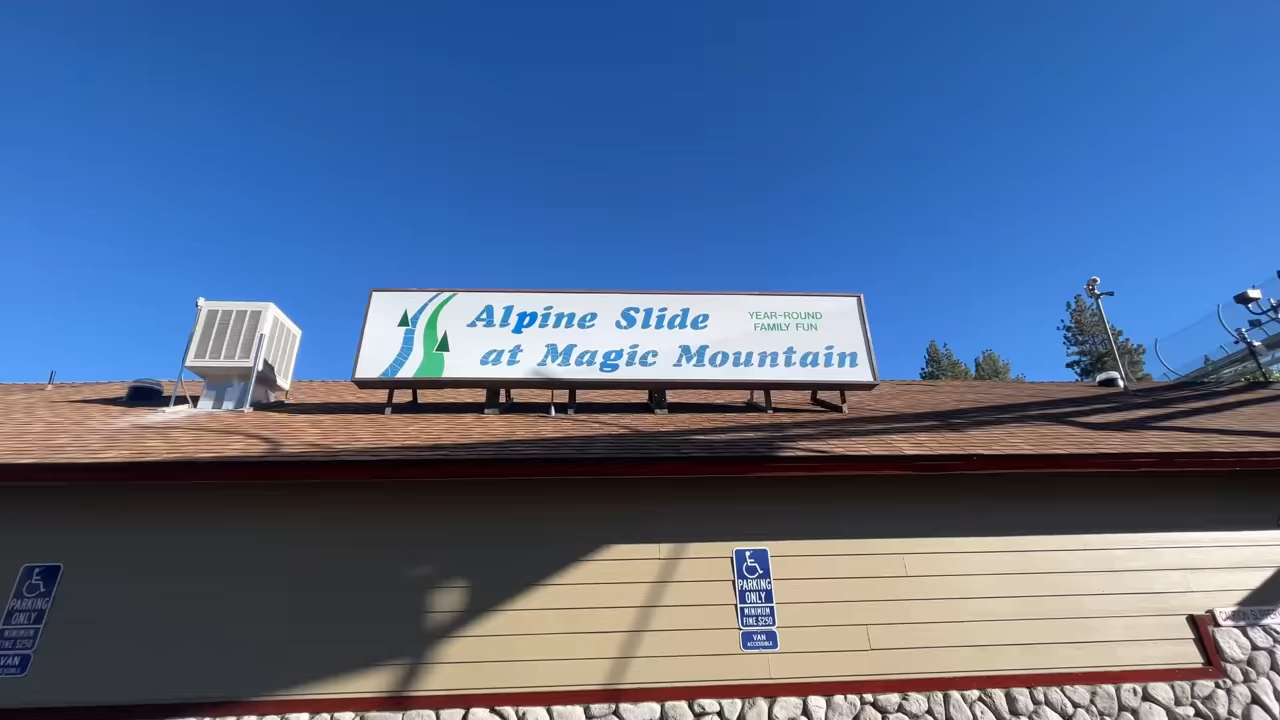 Alpine Slide
at Magic Mountain
YEAR-ROUND
FAMILY FUN
PARKING
ONLY
MINIMUM
FINE $250
VAN
ACCESSIBLE
PARKING
ONLY
MINIMUM
FINE $250
VAN
ACCESSIBLE